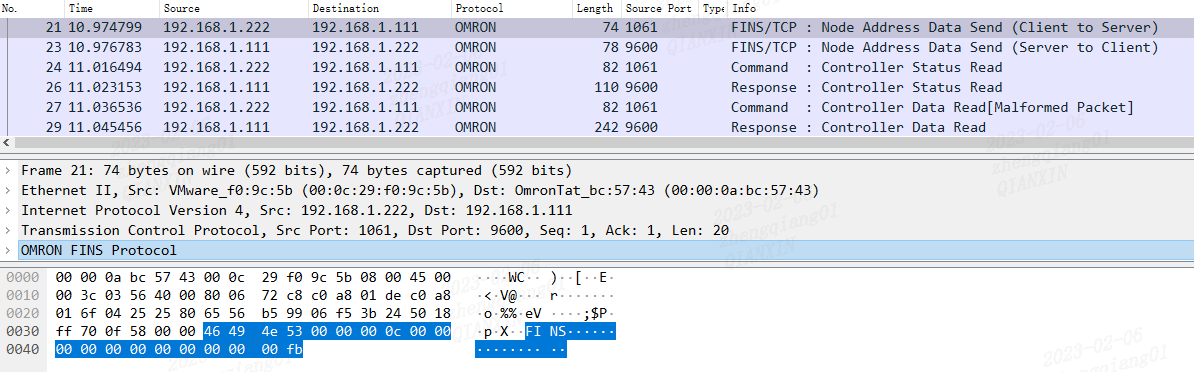 No. Time Source Destination Protocol Length Source Port Type Info
21 10.974799 192.168.1.222 192.168.1.111 OMRON 74 1061 FINS/TCP : Node Address Data Send (Client to Server)
23 10.976783 192.168.1.111 192.168.1.222 OMRON 78 9600 FINS/TCP : Node Address Data Send (Server to Client)
24 11.016494 192.168.1.222 192.168.1.111 OMRON 82 1061 Command : Controller Status Read
26 11.023153 192.168.1.111 192.168.1.222 OMRON 110 9600 Response : Controller Status Read
27 11.036536 192.168.1.222 192.168.1.111 OMRON 82 1061 Command : Controller Data Read[Malformed Packet]
29 11.045456 192.168.1.111 192.168.1.222 OMRON 242 9600 Response : Controller Data Read
Frame 21: 74 bytes on wire (592 bits), 74 bytes captured (592 bits)
Ethernet II, Src: VMware_f0:9c:5b (00:0c:29:f0:9c:5b), Dst: OmronTat_bc:57:43 (00:00:0a:bc:57:43)
Internet Protocol Version 4, Src: 192.168.1.222, Dst: 192.168.1.111
Transmission Control Protocol, Src Port: 1061, Dst Port: 9600, Seq: 1, Ack: 1, Len: 20
OMRON FINS Protocol
0000 00 00 0a bc 57 43 00 0c 29 f0 9c 5b 08 00 45 00 ····WC·· )··[··E·
0010 00 3c 03 56 40 00 80 06 72 c8 c0 a8 01 de c0 a8 ·<·V@··· r·······
0020 01 6f 04 25 25 80 65 56 b5 99 06 f5 3b 24 50 18 ·o·%%·eV ····;$P·
0030 ff 70 0f 58 00 00 46 49 4e 53 00 00 00 0c 00 00 ·p·X··FI NS······
0040 00 00 00 00 00 00 00 00 00 fb ········ ··
2023-02-06
zhengqiang01
QIANXIN